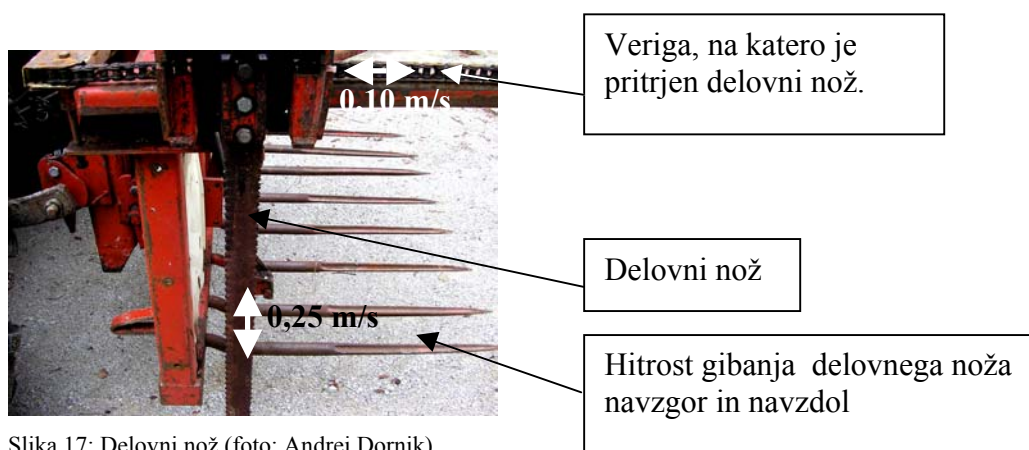 Veriga, na katero je
pritrjen delovni nož.
0,10 m/s
Delovni nož
0,25 m/s
Hitrost gibanja delovnega noža
navzgor in navzdol
Slika 17: Delovni nož (foto: Andrej Dornik)